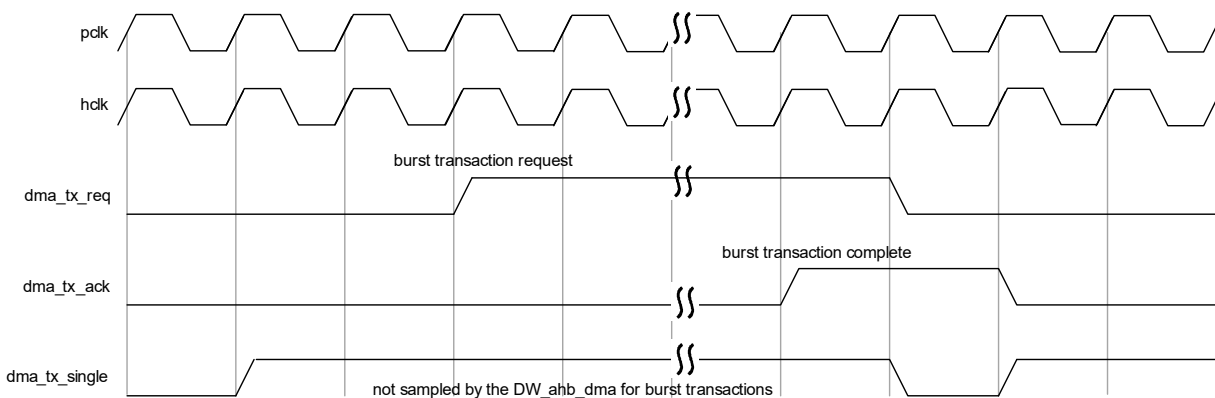 pclk
hclk
burst transaction request
dma_tx_req
burst transaction complete
dma_tx_ack
dma_tx_single
not sampled by the DW_ahb_dma for burst transactions